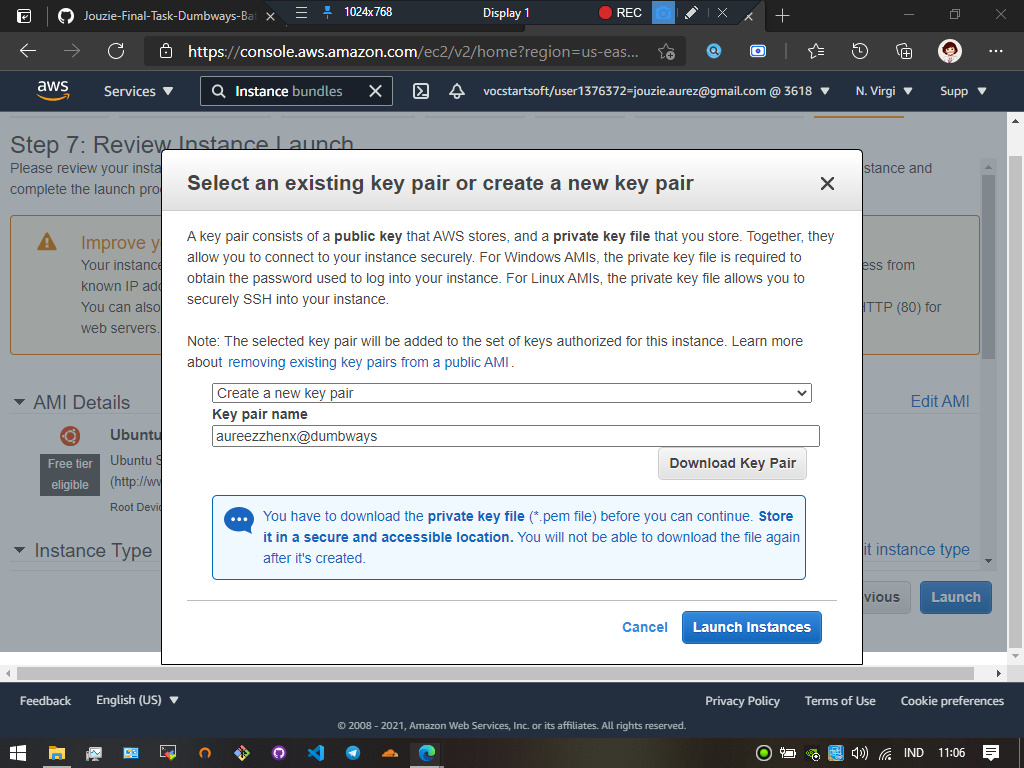 Jouzie-Final-Task-Dumbways-Ba
1024x768
Display 1
REC
https://console.aws.amazon.com/ec2/v2/home?region=us-eas...
aws
Services
Instance bundles
vocstartsoft/user1376372=jouzie.aurez@gmail.com @ 3618
N. Virgi
Supp
Step 7: Review Instance Launch
Please review your insta
stance and
complete the launch pro
Improve y
Your instance
ess from
known IP add
You can also
HTTP (80) for
web servers.
Select an existing key pair or create a new key pair
A key pair consists of a public key that AWS stores, and a private key file that you store. Together, they
allow you to connect to your instance securely. For Windows AMIs, the private key file is required to
obtain the password used to log into your instance. For Linux AMIs, the private key file allows you to
securely SSH into your instance.
Note: The selected key pair will be added to the set of keys authorized for this instance. Learn more
about removing existing key pairs from a public AMI .
Create a new key pair
Key pair name
aureezzhenx@dumbways
Download Key Pair
You have to download the private key file (*.pem file) before you can continue. Store
it in a secure and accessible location. You will not be able to download the file again
after it's created.
Cancel
Launch Instances
AMI Details
Edit AMI
Ubuntu
Free tier
eligible
Ubuntu S
(http://ww
Root Devic
Instance Type
it instance type
vious
Launch
Feedback
English (US)
Privacy Policy
Terms of Use
Cookie preferences
© 2008 - 2021, Amazon Web Services, Inc. or its affiliates. All rights reserved.
IND
11:06